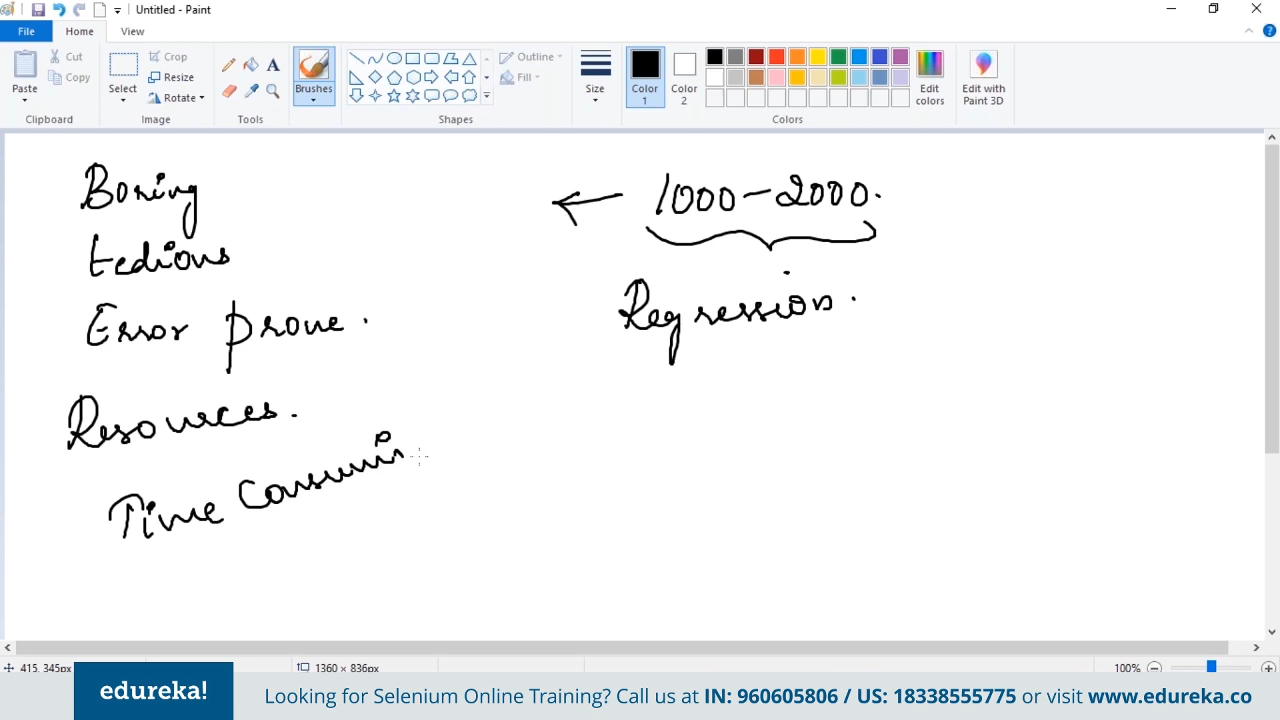 Untitled - Paint
File Home View
Paste Cut Copy Clipboard
Select Crop Resize Rotate Image
Tools
Brushes
Shapes Outline Fill
Size
Color 1 Color 2 Edit colors Colors
Edit with Paint 3D
Boring
tedious
Error prone.
Resources.
Time Consumin
← 1000-2000.
Regression.
415, 345px 1360 × 836px 100%
edureka! Looking for Selenium Online Training? Call us at IN: 960605806 / US: 18338555775 or visit www.edureka.co